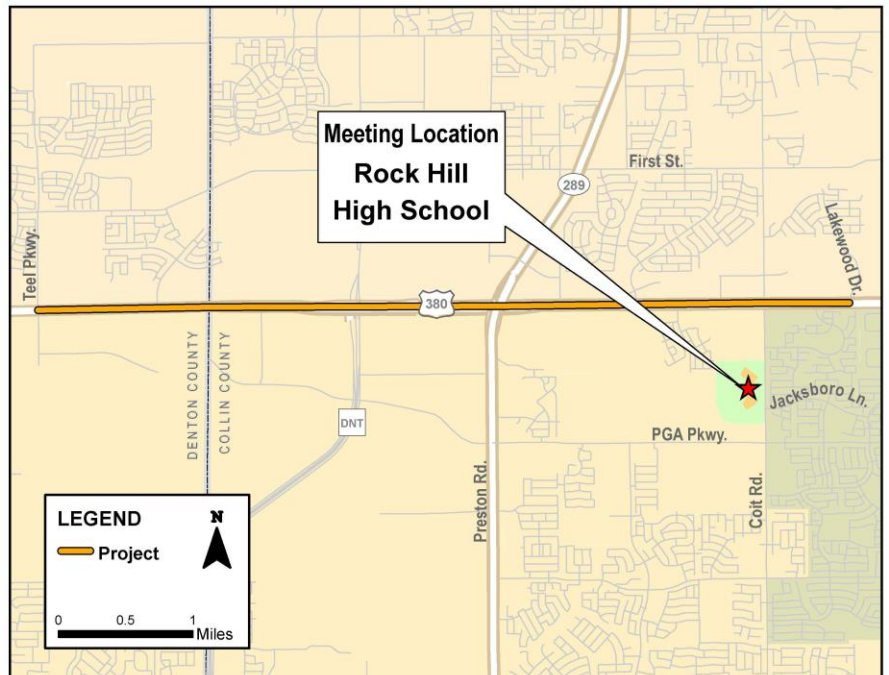 Meeting Location
Rock Hill
High School
First St.
289
Teel Pkwy.
Lakewood Dr.
380
DENTON COUNTY
COLLIN COUNTY
Jacksboro Ln.
DNT
PGA Pkwy.
Preston Rd.
Coit Rd.
LEGEND
N
Project
0 0.5 1
Miles